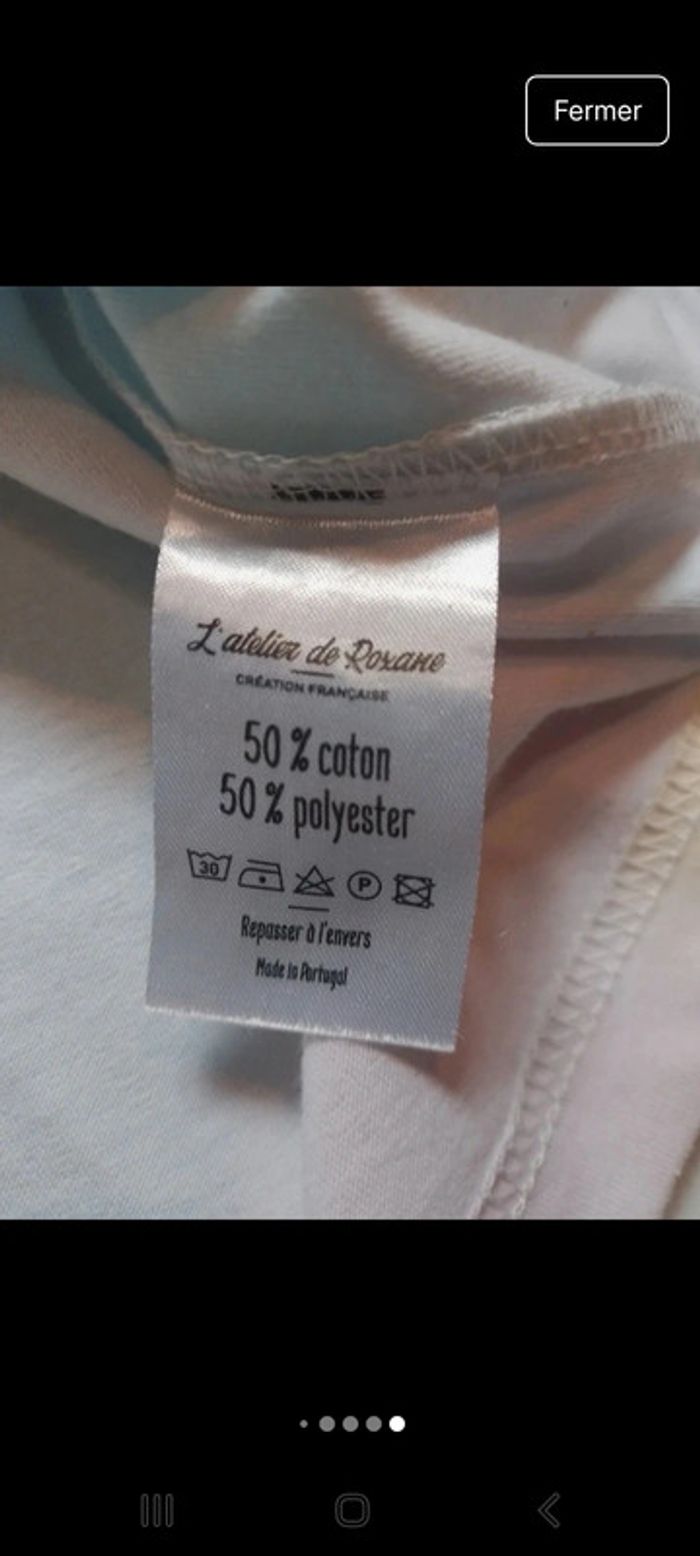 Fermer
L'atelier de Roxane
CRÉATION FRANÇAISE
50 % coton
50 % polyester
30
P
Repasser à l'envers
Made in Portugal